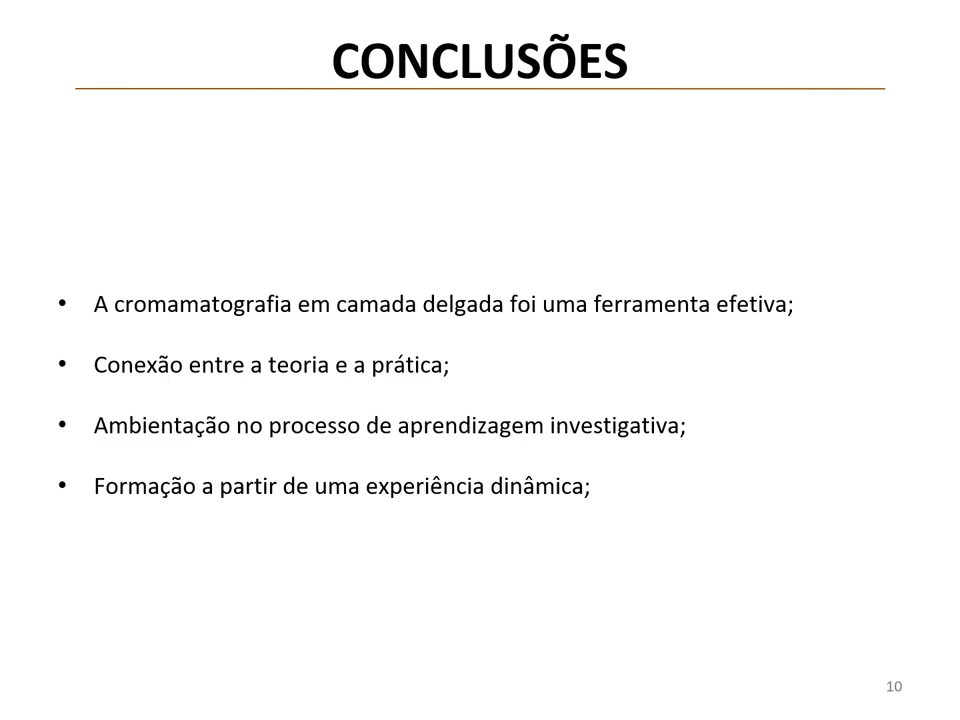 CONCLUSÕES
• A cromamatografia em camada delgada foi uma ferramenta efetiva;
• Conexão entre a teoria e a prática;
• Ambientação no processo de aprendizagem investigativa;
• Formação a partir de uma experiência dinâmica;
10